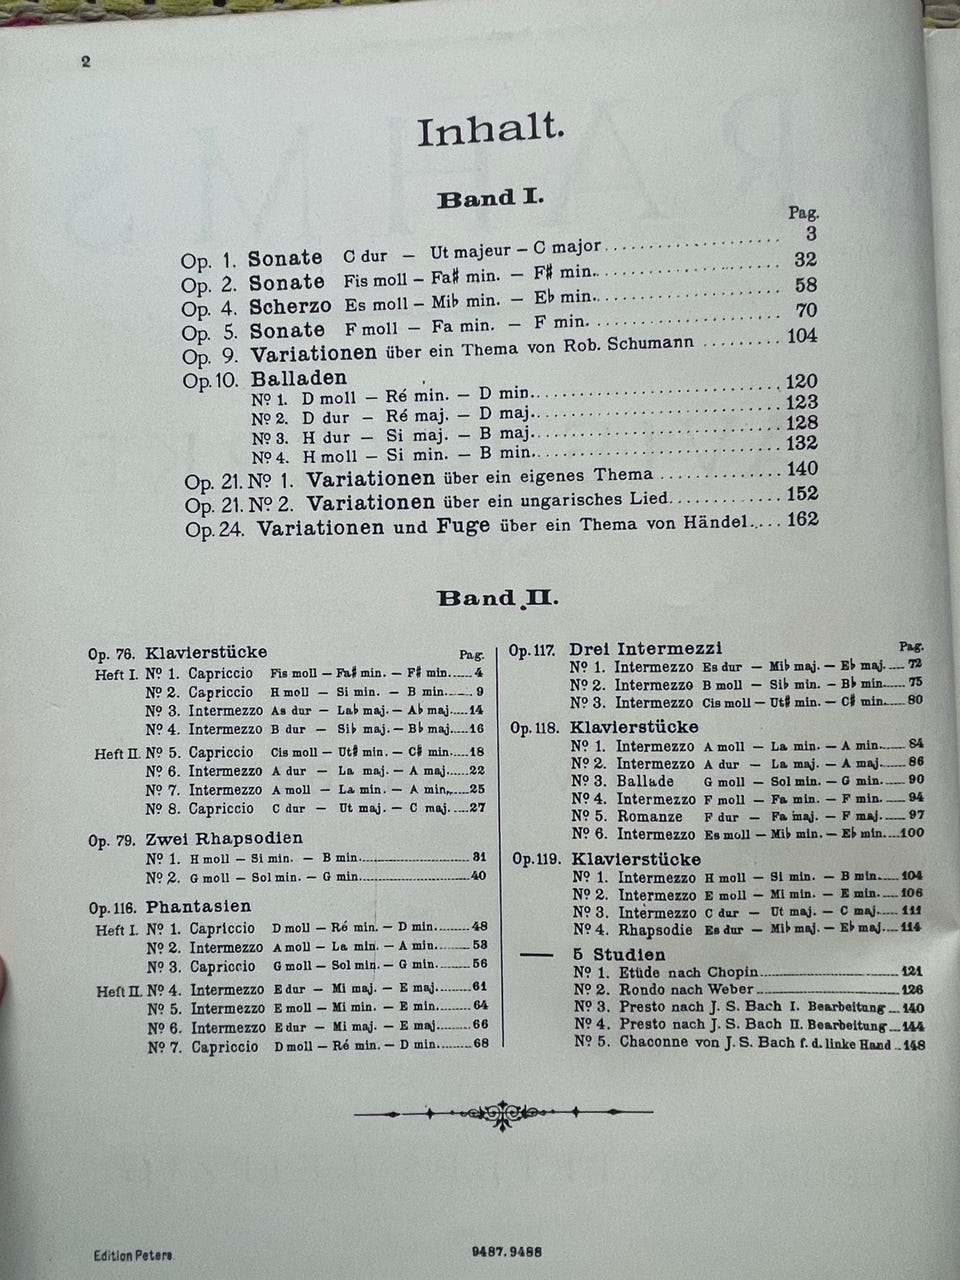 2
Inhalt.
Band I.
Pag.
Op. 1. Sonate C dur – Ut majeur – C major 3
Op. 2. Sonate Fis moll – Fa♯ min. – F♯ min. 32
Op. 4. Scherzo Es moll – Mi♭ min. – E♭ min. 58
Op. 5. Sonate F moll – Fa min. – F min. 70
Op. 9. Variationen über ein Thema von Rob. Schumann 104
Op. 10. Balladen
No 1. D moll – Ré min. – D min. 120
No 2. D dur – Ré maj. – D maj. 123
No 3. H dur – Si maj. – B maj. 128
No 4. H moll – Si min. – B min. 132
Op. 21. No 1. Variationen über ein eigenes Thema 140
Op. 21. No 2. Variationen über ein ungarisches Lied. 152
Op. 24. Variationen und Fuge über ein Thema von Händel. 162
Band II.
Op. 76. Klavierstücke Pag.
Heft I. No 1. Capriccio Fis moll – Fa♯ min. – F♯ min. 4
No 2. Capriccio H moll – Si min. – B min. 9
No 3. Intermezzo As dur – La♭ maj. – A♭ maj. 14
No 4. Intermezzo B dur – Si♭ maj. – B♭ maj. 16
Heft II. No 5. Capriccio Cis moll – Ut♯ min. – C♯ min. 18
No 6. Intermezzo A dur – La maj. – A maj. 22
No 7. Intermezzo A moll – La min. – A min. 25
No 8. Capriccio C dur – Ut maj. – C maj. 27
Op. 79. Zwei Rhapsodien
No 1. H moll – Si min. – B min. 31
No 2. G moll – Sol min. – G min. 40
Op. 116. Phantasien
Heft I. No 1. Capriccio D moll – Ré min. – D min. 48
No 2. Intermezzo A moll – La min. – A min. 53
No 3. Capriccio G moll – Sol min. – G min. 56
Heft II. No 4. Intermezzo E dur – Mi maj. – E maj. 61
No 5. Intermezzo E moll – Mi min. – E min. 64
No 6. Intermezzo E dur – Mi maj. – E maj. 66
No 7. Capriccio D moll – Ré min. – D min. 68
Op. 117. Drei Intermezzi Pag.
No 1. Intermezzo Es dur – Mi♭ maj. – E♭ maj. 72
No 2. Intermezzo B moll – Si♭ min. – B♭ min. 75
No 3. Intermezzo Cis moll – Ut♯ min. – C♯ min. 80
Op. 118. Klavierstücke
No 1. Intermezzo A moll – La min. – A min. 84
No 2. Intermezzo A dur – La maj. – A maj. 86
No 3. Ballade G moll – Sol min. – G min. 90
No 4. Intermezzo F moll – Fa min. – F min. 94
No 5. Romanze F dur – Fa maj. – F maj. 97
No 6. Intermezzo Es moll – Mi♭ min. – E♭ min. 100
Op. 119. Klavierstücke
No 1. Intermezzo H moll – Si min. – B min. 104
No 2. Intermezzo E moll – Mi min. – E min. 106
No 3. Intermezzo C dur – Ut maj. – C maj. 111
No 4. Rhapsodie Es dur – Mi♭ maj. – E♭ maj. 114
— 5 Studien
No 1. Etüde nach Chopin 121
No 2. Rondo nach Weber 126
No 3. Presto nach J. S. Bach I. Bearbeitung 140
No 4. Presto nach J. S. Bach II. Bearbeitung 144
No 5. Chaconne von J. S. Bach f. d. linke Hand 148
Edition Peters.
9487. 9488